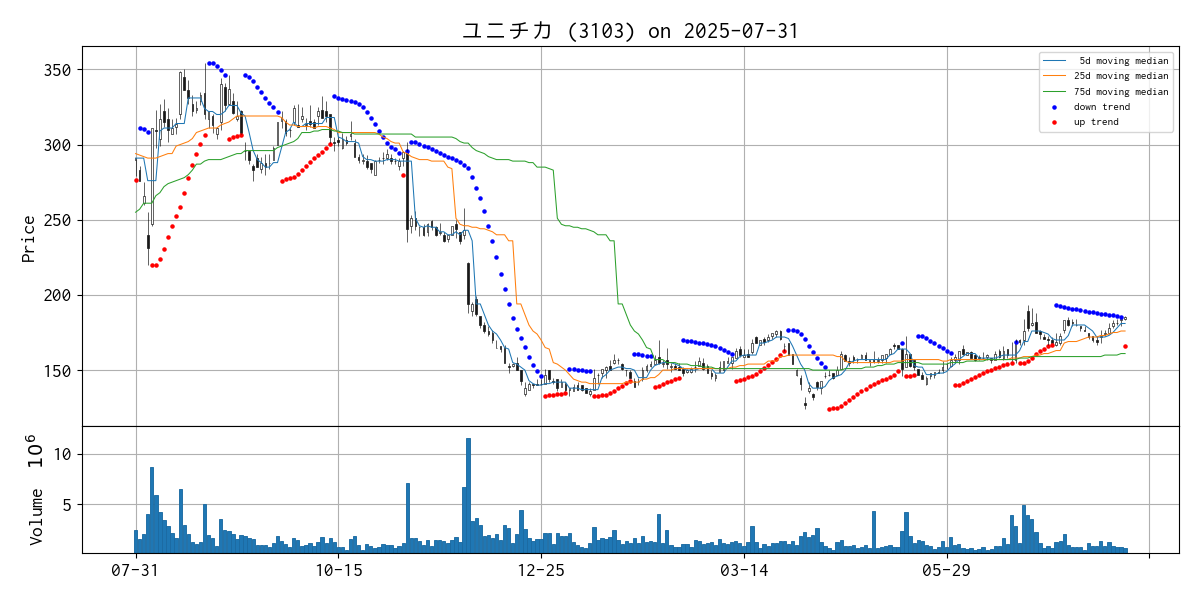 ユニチカ (3103) on 2025-07-31
5d moving median
25d moving median
75d moving median
down trend
up trend
Price
350
300
250
200
150
Volume 10^6
10
5
07-31 10-15 12-25 03-14 05-29